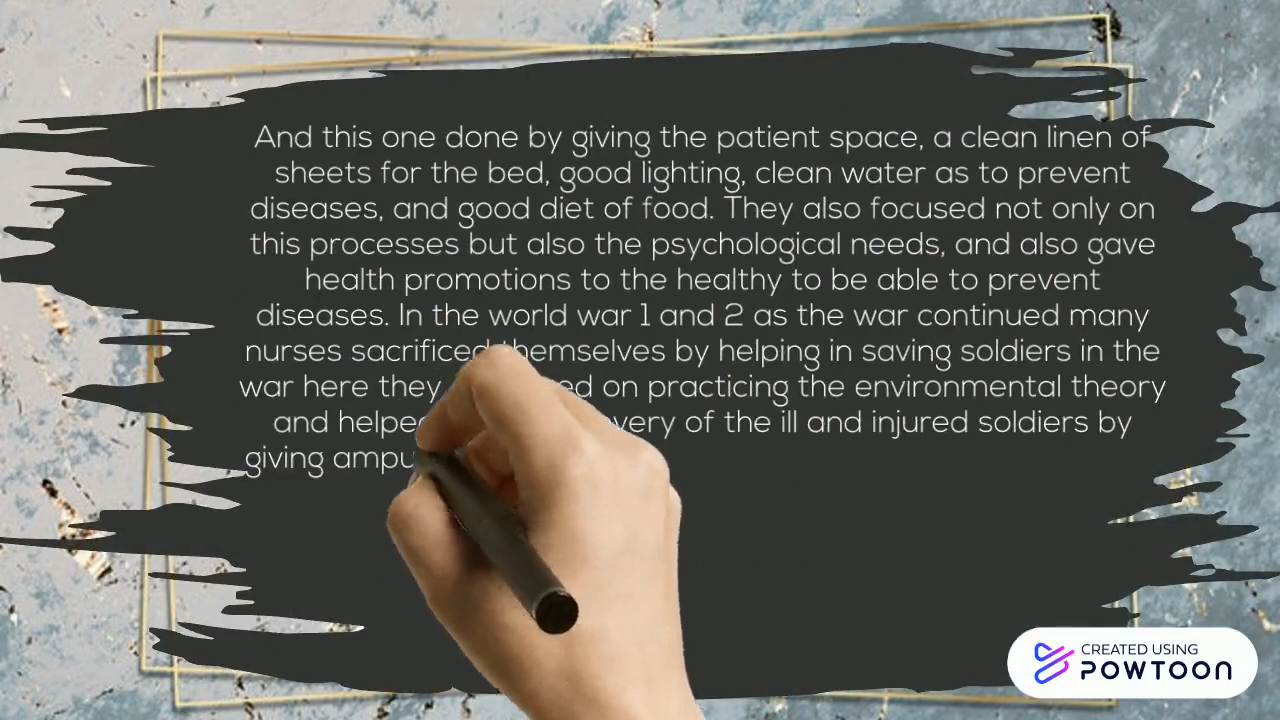 And this one done by giving the patient space, a clean linen of
sheets for the bed, good lighting, clean water as to prevent
diseases, and good diet of food. They also focused not only on
this processes but also the psychological needs, and also gave
health promotions to the healthy to be able to prevent
diseases. In the world war 1 and 2 as the war continued many
nurses sacrificed themselves by helping in saving soldiers in the
war here they on practicing the environmental theory
and of the ill and injured soldiers by
giving
CREATED USING
POWTOON